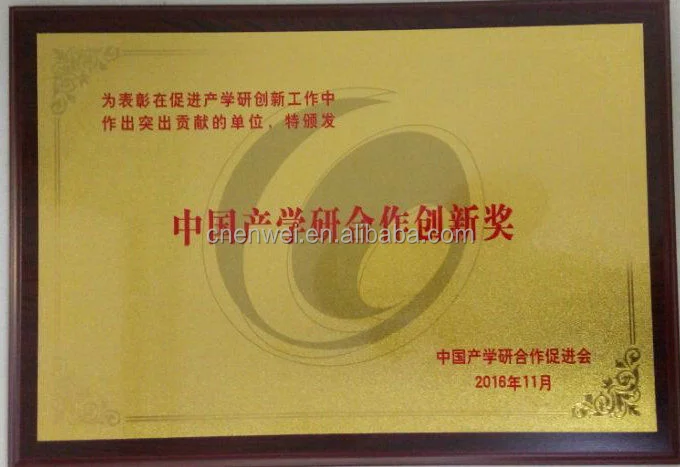 为表彰在促进产学研创新工作中
作出突出贡献的单位,特颁发
中国产学研合作创新奖
chenwei.en.alibaba.com
中国产学研合作促进会
2016年11月